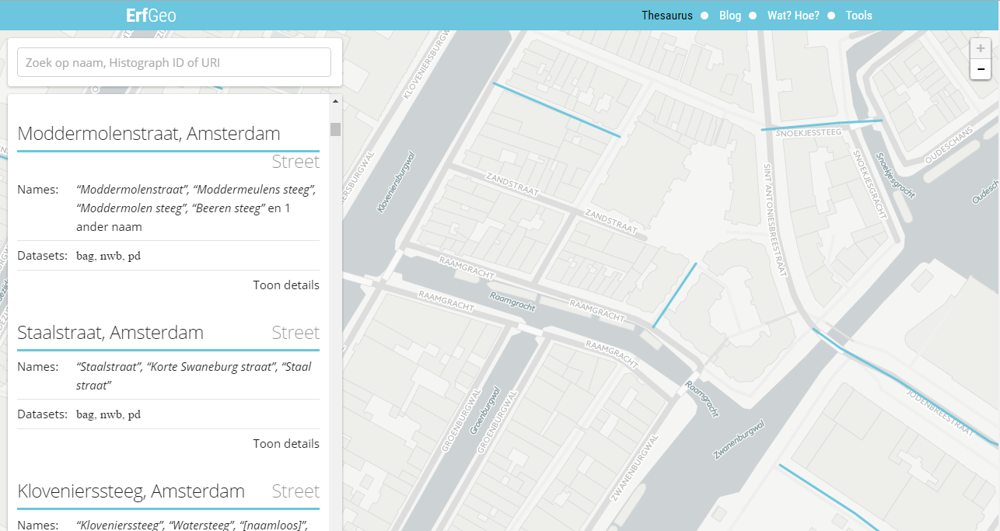 ErfGeo
Thesaurus
Blog
Wat? Hoe?
Tools
Zoek op naam, Histograph ID of URI
Moddermolenstraat, Amsterdam
Street
Names: “Moddermolenstraat”, “Moddermeulens steeg”,
“Moddermolen steeg”, “Beeren steeg” en 1
ander naam
Datasets: bag, nwb, pd
Toon details
Staalstraat, Amsterdam Street
Names: “Staalstraat”, “Korte Swaneburg straat”, “Staal
straat”
Datasets: bag, nwb, pd
Toon details
Klovenierssteeg, Amsterdam Street
Names: “Klovenierssteeg”, “Watersteeg”, “[naamloos]”,
+
-
KLOVENIERSBURGWAL
Kloveniersburgwal
ZANDSTRAAT
ZANDSTRAAT
RAAMGRACHT
RAAMGRACHT
Raamgracht
RAAMGRACHT
RAAMGRACHT
Raamgracht
GROENBURGWAL
Groenburgwal
GROENBURGWAL
ZWANENBURGWAL
Zwanenburgwal
SINT ANTONIESBREESTRAAT
SNOEKJESSTEEG
SNOEKJESGRACHT
Snoekjesgracht
OUDESCHANS
Oudesch
JODENBREESTRAAT